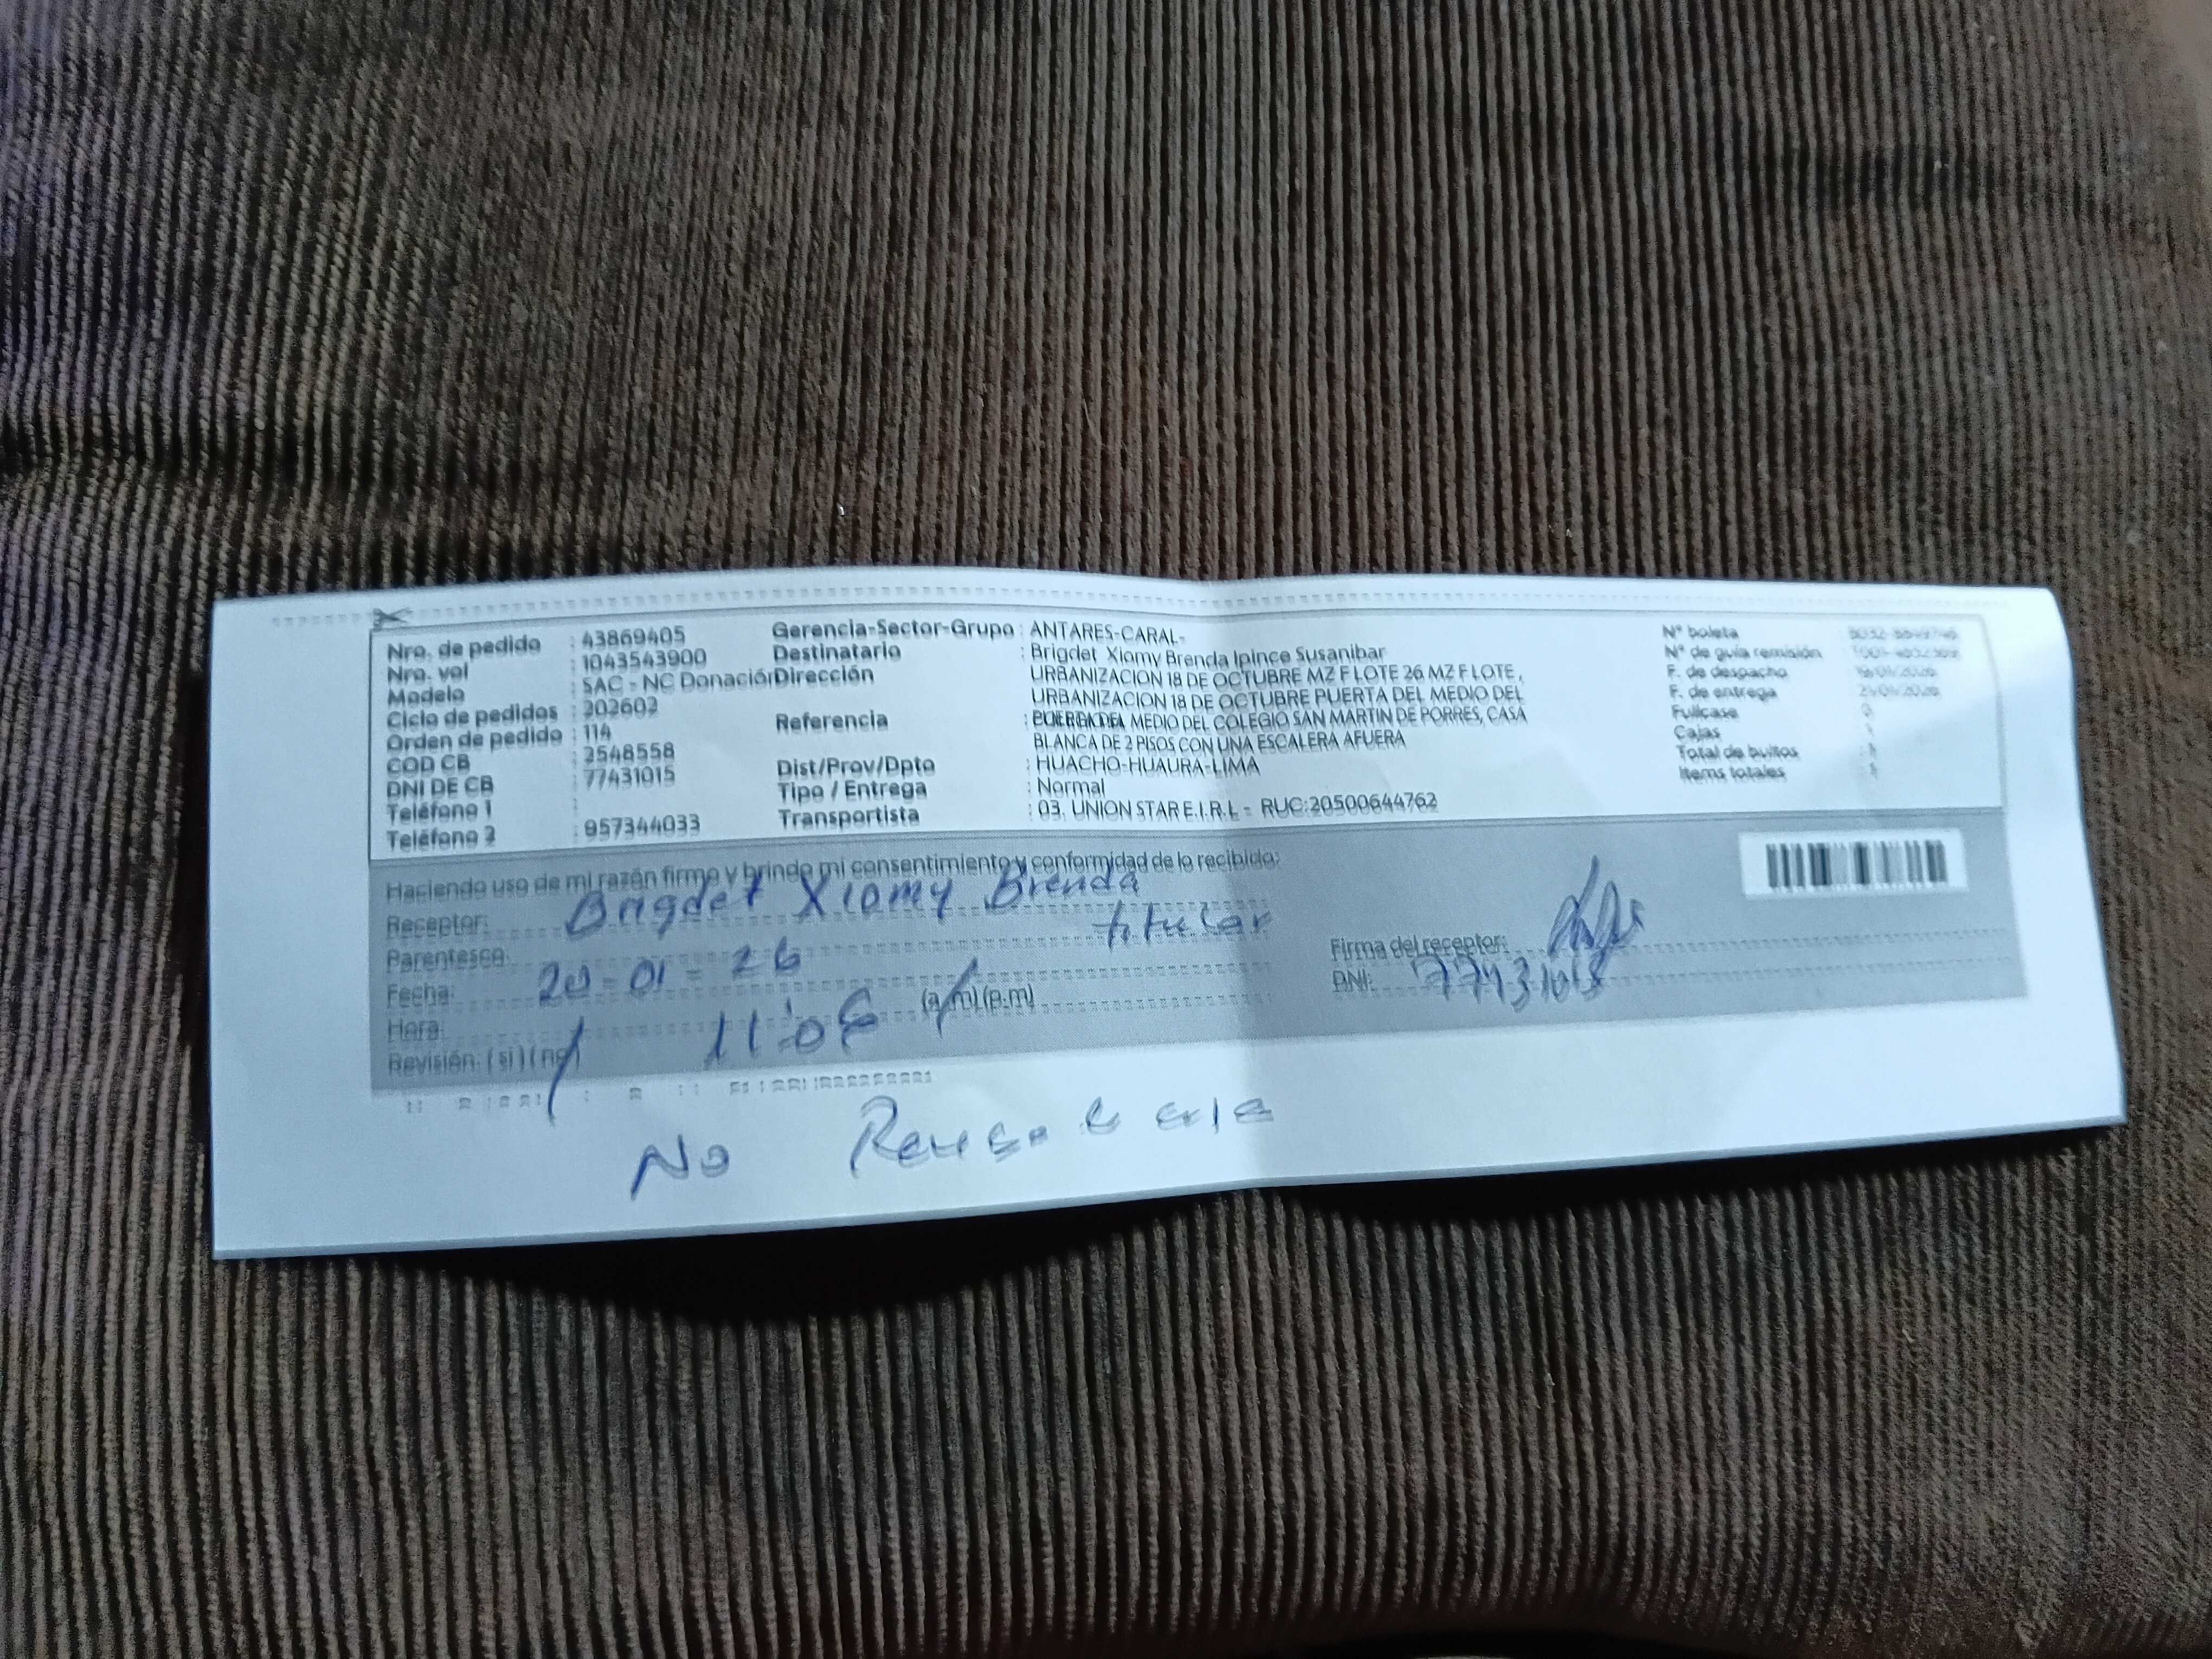 Nro. de pedido : 43869405
Nro. vol : 1043543900
Modelo : SAC - NC Donación
Ciclo de pedidos : 202602
Orden de pedido : 114
COD CB : 2548558
DNI DE CB : 77431015
Teléfono 1 :
Teléfono 2 : 957344033
Gerencia-Sector-Grupo : ANTARES-CARAL-
Destinatario : Brigdet Xiomy Brenda Ipince Susanibar
Dirección URBANIZACION 18 DE OCTUBRE MZ F LOTE 26 MZ F LOTE,
URBANIZACION 18 DE OCTUBRE PUERTA DEL MEDIO DEL
Referencia : MEDIO DEL COLEGIO SAN MARTIN DE PORRES, CASA
BLANCA DE 2 PISOS CON UNA ESCALERA AFUERA
Dist/Prov/Dpto : HUACHO-HUAURA-LIMA
Tipo / Entrega : Normal
Transportista : 03. UNION STAR E.I.R.L - RUC:20500644762
Nº boleta :
Nº de guía remisión :
F. de despacho :
F. de entrega :
Fullcase
Cajas
Total de bultos
Items totales
Haciendo uso de mi razón firmo y brindo mi consentimiento y conformidad de lo recibido:
Receptor: Brigdet Xiomy Brenda
Parentesco: titular
Fecha: 20-01-26
Hora: 11:08 (a.m)(p.m)
Revisión: (si)(no)
Firma del receptor:
DNI: 77431015
No